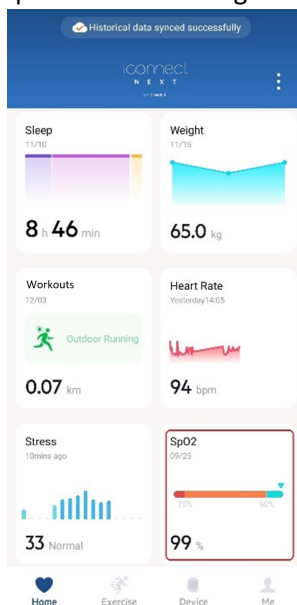 Historical data synced successfully
iconnect
NEXT
BY TIMEX
Sleep
11/10
8 h 46 min
Weight
11/15
65.0 kg
Workouts
12/03
Outdoor Running
0.07 km
Heart Rate
Yesterday14:05
94 bpm
Stress
10mins ago
33 Normal
SpO2
09/25
75%
90%
99 %
Home
Exercise
Device
Me